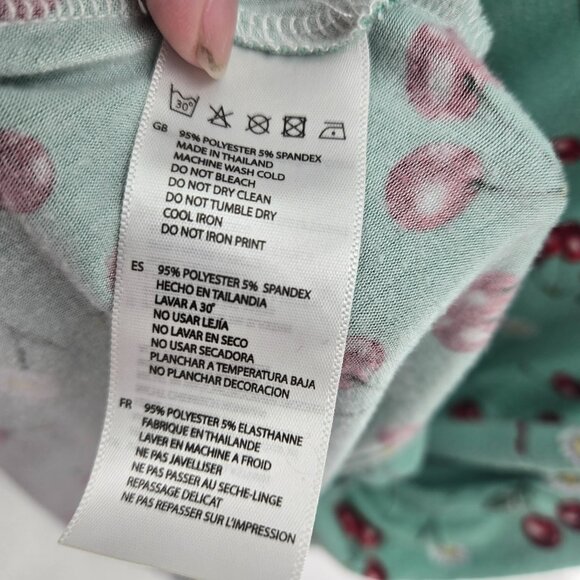 30°
GB 95% POLYESTER 5% SPANDEX
MADE IN THAILAND
MACHINE WASH COLD
DO NOT BLEACH
DO NOT DRY CLEAN
DO NOT TUMBLE DRY
COOL IRON
DO NOT IRON PRINT
ES 95% POLYESTER 5% SPANDEX
HECHO EN TAILANDIA
LAVAR A 30°
NO USAR LEJÍA
NO LAVAR EN SECO
NO USAR SECADORA
PLANCHAR A TEMPERATURA BAJA
NO PLANCHAR DECORACION
FR 95% POLYESTER 5% ELASTHANNE
FABRIQUE EN THAILANDE
LAVER EN MACHINE A FROID
NE PAS JAVELLISER
NE PAS PASSER AU SECHE-LINGE
REPASSAGE DELICAT
NE PAS REPASSER SUR L'IMPRESSION